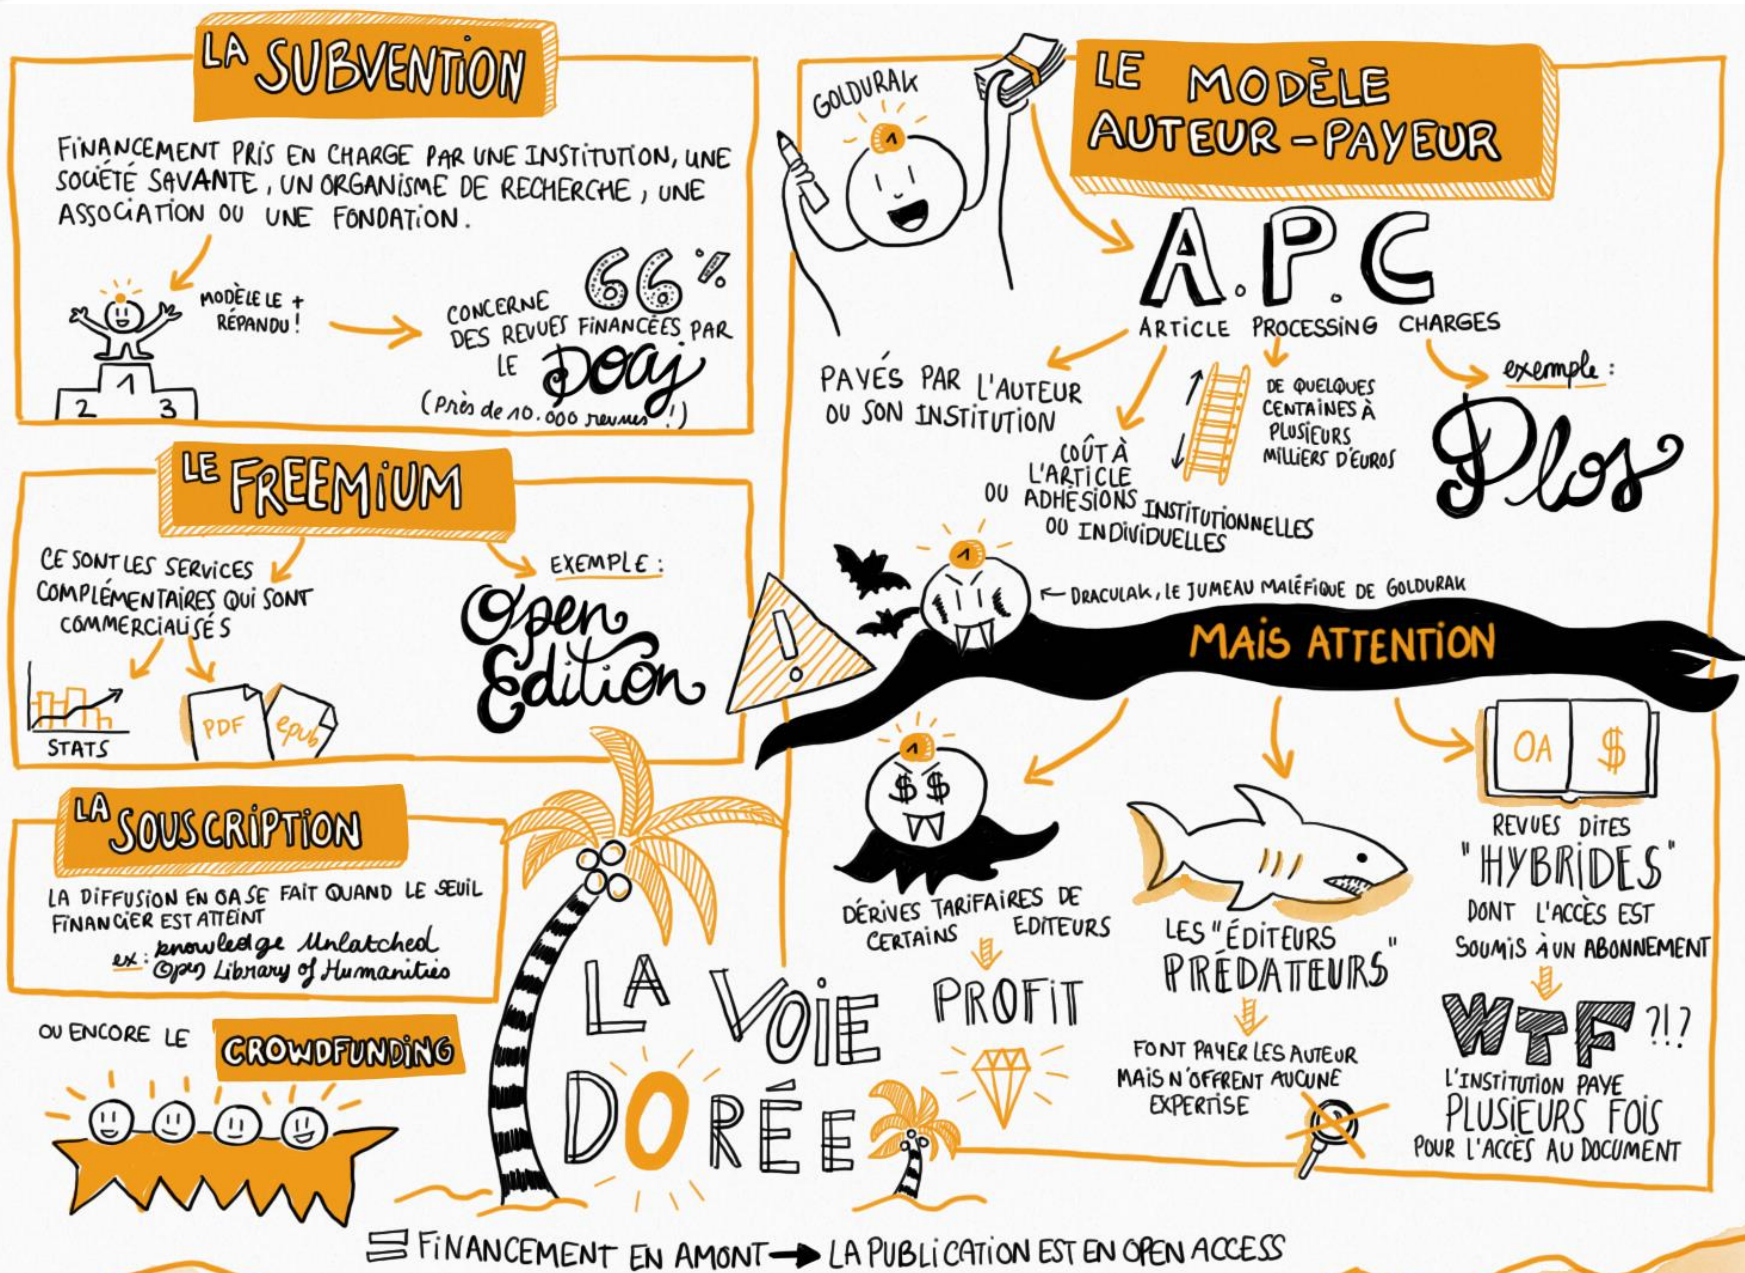 LA SUBVENTION
FINANCEMENT PRIS EN CHARGE PAR UNE INSTITUTION, UNE
SOCIÉTÉ SAVANTE, UN ORGANISME DE RECHERCHE, UNE
ASSOCIATION OU UNE FONDATION.
MODÈLE LE +
RÉPANDU !
1
2
3
CONCERNE 66%
DES REVUES FINANCÉES PAR
LE Doaj
(Près de 10.000 revues !)
LE FREEMIUM
CE SONT LES SERVICES
COMPLÉMENTAIRES QUI SONT
COMMERCIALISÉS
STATS
PDF
epub
EXEMPLE :
Open
Edition
LA SOUSCRIPTION
LA DIFFUSION EN OA SE FAIT QUAND LE SEUIL
FINANCIER EST ATTEINT
ex : knowledge Unlatched
Open Library of Humanities
OU ENCORE LE CROWDFUNDING
LA VOIE
DORÉE
GOLDURAK
1
LE MODÈLE
AUTEUR-PAYEUR
A.P.C
ARTICLE PROCESSING CHARGES
PAYÉS PAR L'AUTEUR
OU SON INSTITUTION
COÛT À
L'ARTICLE
OU ADHÉSIONS INSTITUTIONNELLES
OU INDIVIDUELLES
DE QUELQUES
CENTAINES À
PLUSIEURS
MILLIERS D'EUROS
exemple :
Plos
1
DRACULAK, LE JUMEAU MALÉFIQUE DE GOLDURAK
!
MAIS ATTENTION
1
$ $
DÉRIVES TARIFAIRES DE
CERTAINS EDITEURS
PROFIT
LES "ÉDITEURS
PRÉDATEURS"
FONT PAYER LES AUTEUR
MAIS N'OFFRENT AUCUNE
EXPERTISE
OA $
REVUES DITES
"HYBRIDES"
DONT L'ACCÈS EST
SOUMIS À UN ABONNEMENT
WTF ?!?
L'INSTITUTION PAYE
PLUSIEURS FOIS
POUR L'ACCÈS AU DOCUMENT
= FINANCEMENT EN AMONT → LA PUBLICATION EST EN OPEN ACCESS